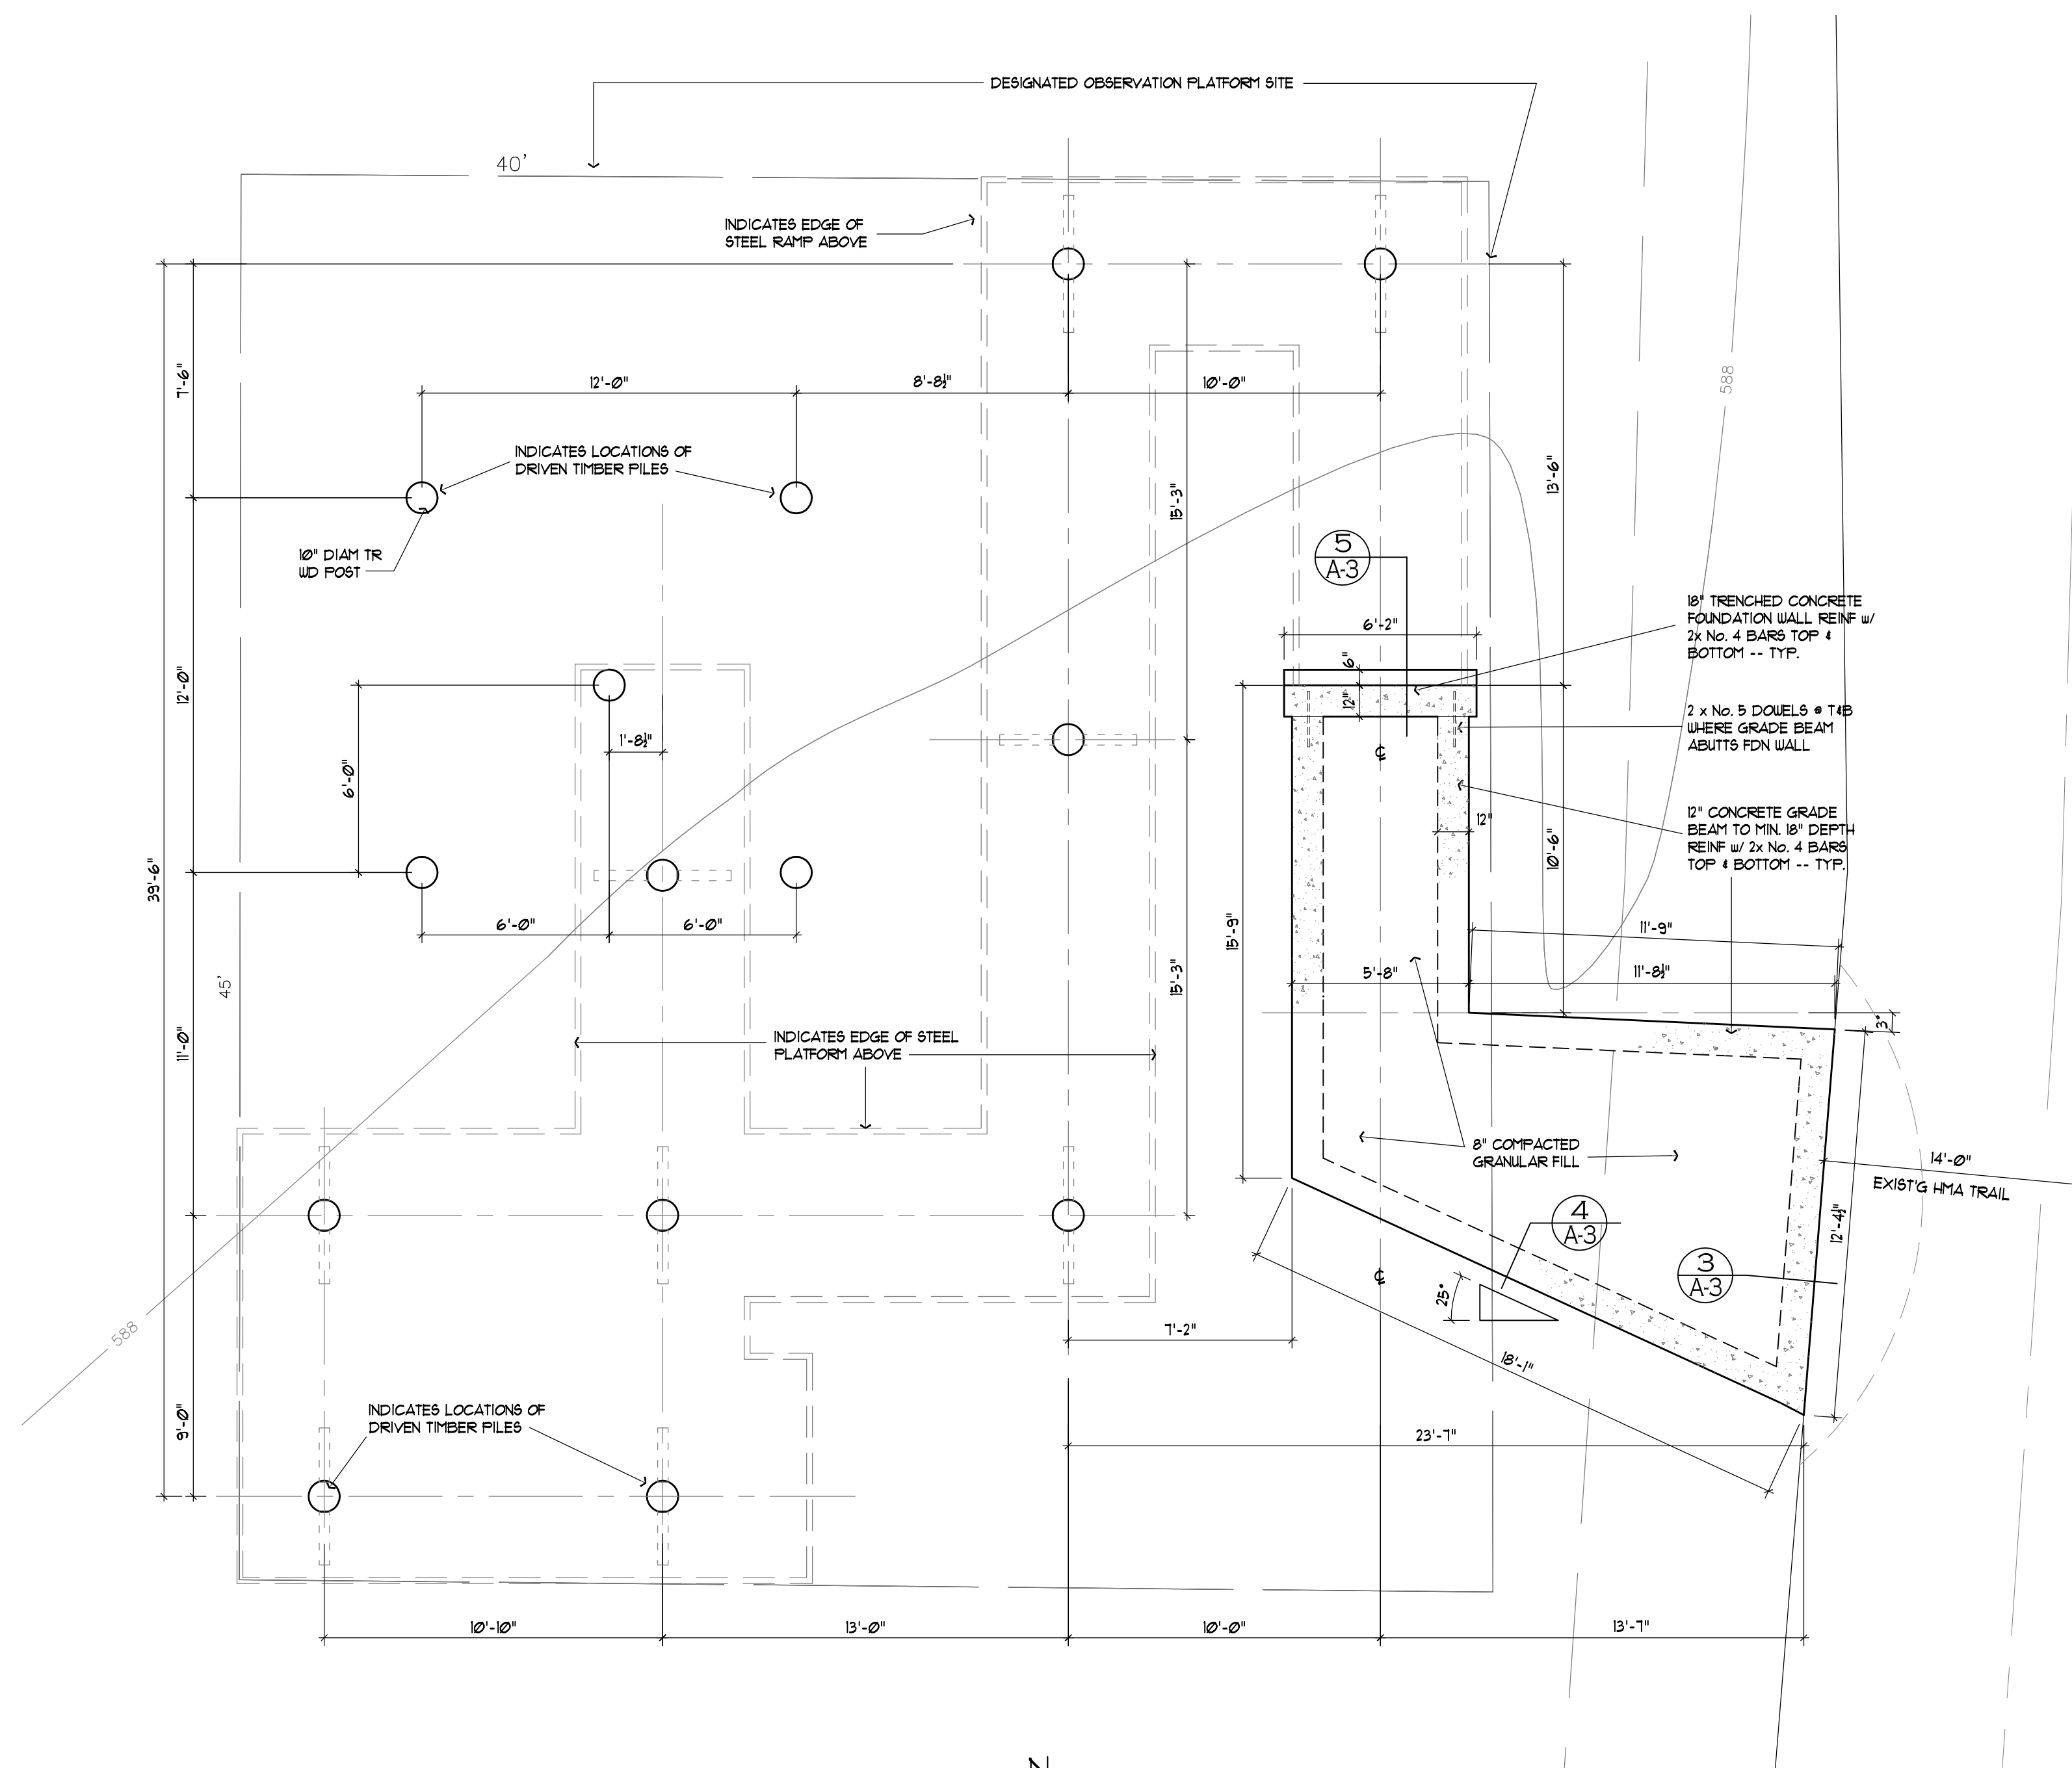 DESIGNATED OBSERVATION PLATFORM SITE
40'
INDICATES EDGE OF
STEEL RAMP ABOVE
7'-6"
12'-0"
8'-8½"
10'-0"
588
INDICATES LOCATIONS OF
DRIVEN TIMBER PILES
13'-6"
15'-3"
10" DIAM TR
WD POST
5
A-3
18" TRENCHED CONCRETE
FOUNDATION WALL REINF w/
2x No. 4 BARS TOP &
BOTTOM -- TYP.
6'-2"
6"
12"
12'-0"
1'-8½"
2 x No. 5 DOWELS @ T&B
WHERE GRADE BEAM
ABUTTS FDN WALL
℄
6'-0"
12"
12" CONCRETE GRADE
BEAM TO MIN. 18" DEPTH
REINF w/ 2x No. 4 BARS
TOP & BOTTOM -- TYP.
39'-6"
10'-6"
6'-0"
6'-0"
15'-9"
11'-9"
45'
15'-3"
5'-8"
11'-8½"
11'-0"
INDICATES EDGE OF STEEL
PLATFORM ABOVE
3°
8" COMPACTED
GRANULAR FILL
14'-0"
EXIST'G HMA TRAIL
4
A-3
12'-4½"
3
A-3
℄
25°
588
7'-2"
18'-1"
9'-0"
INDICATES LOCATIONS OF
DRIVEN TIMBER PILES
23'-7"
10'-10"
13'-0"
10'-0"
13'-7"